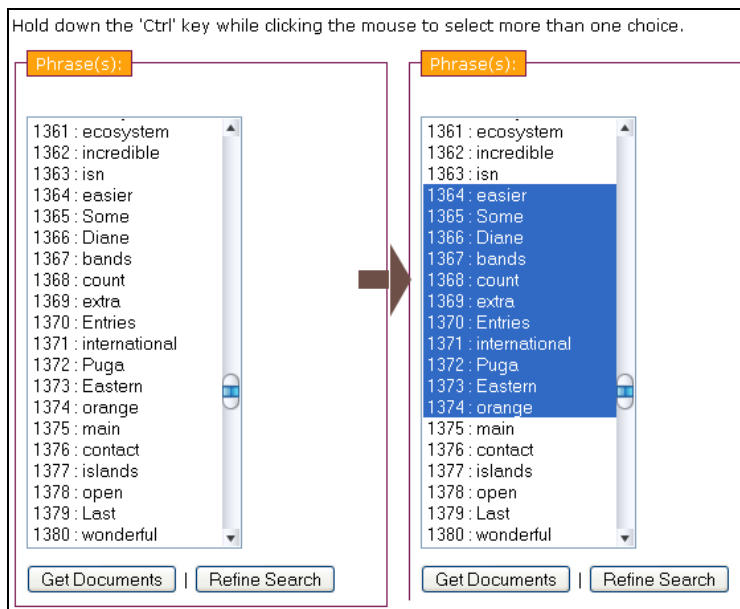 Hold down the 'Ctrl' key while clicking the mouse to select more than one choice.
Phrase(s):
1361 : ecosystem
1362 : incredible
1363 : isn
1364 : easier
1365 : Some
1366 : Diane
1367 : bands
1368 : count
1369 : extra
1370 : Entries
1371 : international
1372 : Puga
1373 : Eastern
1374 : orange
1375 : main
1376 : contact
1377 : islands
1378 : open
1379 : Last
1380 : wonderful
Get Documents | Refine Search
Phrase(s):
1361 : ecosystem
1362 : incredible
1363 : isn
1364 : easier
1365 : Some
1366 : Diane
1367 : bands
1368 : count
1369 : extra
1370 : Entries
1371 : international
1372 : Puga
1373 : Eastern
1374 : orange
1375 : main
1376 : contact
1377 : islands
1378 : open
1379 : Last
1380 : wonderful
Get Documents | Refine Search